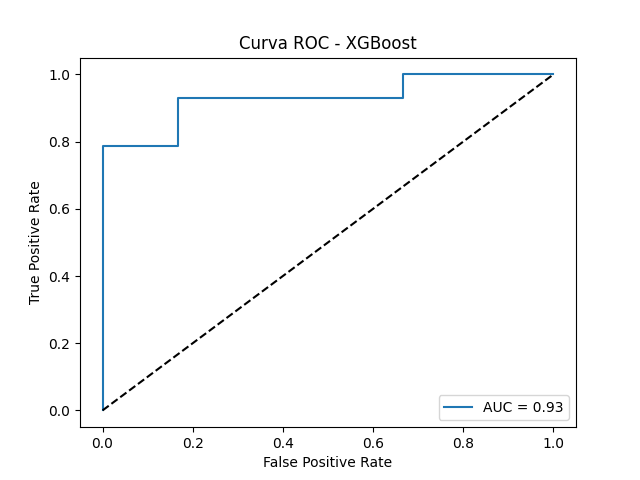 Curva ROC - XGBoost
1.0
0.8
0.6
0.4
0.2
0.0
True Positive Rate
AUC = 0.93
0.0 0.2 0.4 0.6 0.8 1.0
False Positive Rate